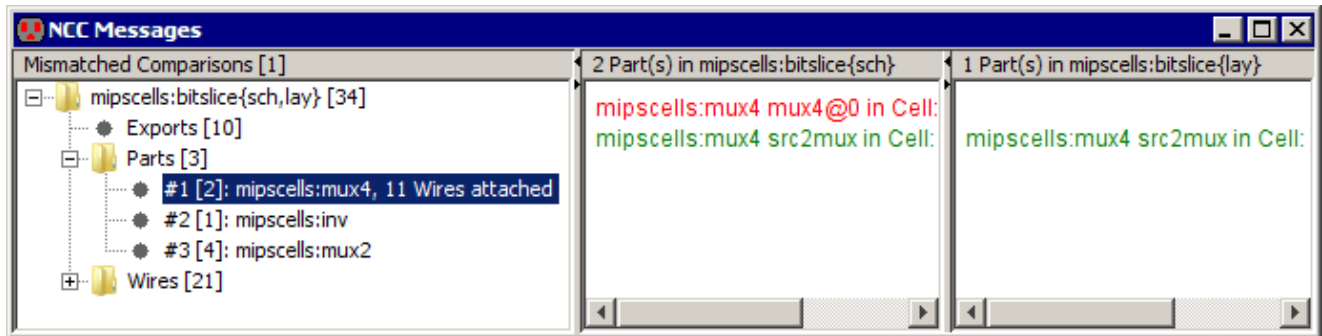 NCC Messages
Mismatched Comparisons [1]
mipscells:bitslice{sch,lay} [34]
Exports [10]
Parts [3]
#1 [2]: mipscells:mux4, 11 Wires attached
#2 [1]: mipscells:inv
#3 [4]: mipscells:mux2
Wires [21]
2 Part(s) in mipscells:bitslice{sch}
mipscells:mux4 mux4@0 in Cell:
mipscells:mux4 src2mux in Cell:
1 Part(s) in mipscells:bitslice{lay}
mipscells:mux4 src2mux in Cell: